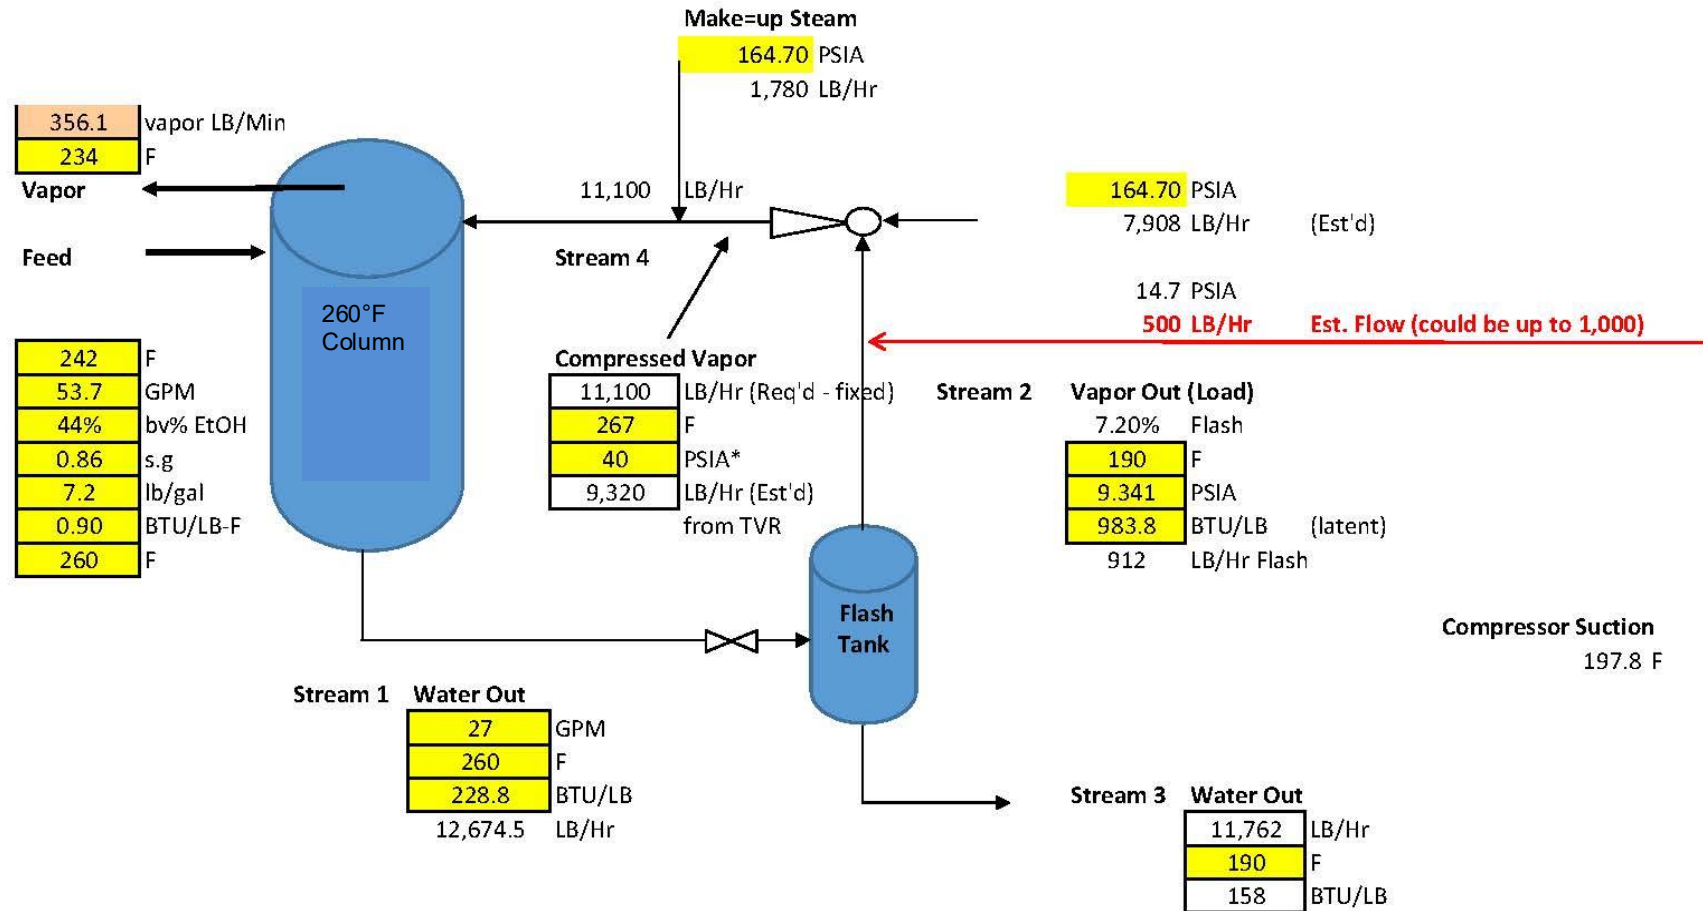 Make=up Steam
164.70 PSIA
1,780 LB/Hr
356.1 vapor LB/Min
234 F
Vapor
Feed
11,100 LB/Hr
Stream 4
164.70 PSIA
7,908 LB/Hr (Est'd)
14.7 PSIA
500 LB/Hr Est. Flow (could be up to 1,000)
260°F
Column
242 F
53.7 GPM
44% bv% EtOH
0.86 s.g
7.2 lb/gal
0.90 BTU/LB-F
260 F
Compressed Vapor
11,100 LB/Hr (Req'd - fixed)
267 F
40 PSIA*
9,320 LB/Hr (Est'd)
from TVR
Stream 2 Vapor Out (Load)
7.20% Flash
190 F
9.341 PSIA
983.8 BTU/LB (latent)
912 LB/Hr Flash
Flash
Tank
Compressor Suction
197.8 F
Stream 1 Water Out
27 GPM
260 F
228.8 BTU/LB
12,674.5 LB/Hr
Stream 3 Water Out
11,762 LB/Hr
190 F
158 BTU/LB